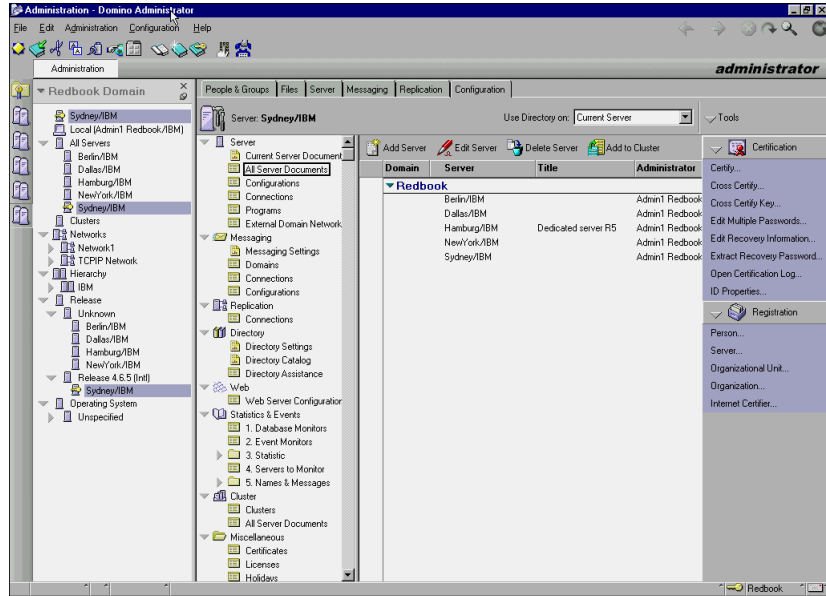 Administration - Domino Administrator
File Edit Administration Configuration Help
Administration
administrator
Redbook Domain
Sydney/IBM
Local (Admin1 Redbook/IBM)
All Servers
Berlin/IBM
Dallas/IBM
Hamburg/IBM
NewYork/IBM
Sydney/IBM
Clusters
Networks
Network1
TCPIP Network
Hierarchy
IBM
Release
Unknown
Berlin/IBM
Dallas/IBM
Hamburg/IBM
NewYork/IBM
Release 4.6.5 (Intl)
Sydney/IBM
Operating System
Unspecified
People & Groups Files Server Messaging Replication Configuration
Server: Sydney/IBM
Use Directory on: Current Server
Server
Current Server Document
All Server Documents
Configurations
Connections
Programs
External Domain Network
Messaging
Messaging Settings
Domains
Connections
Configurations
Replication
Connections
Directory
Directory Settings
Directory Catalog
Directory Assistance
Web
Web Server Configuration
Statistics & Events
1. Database Monitors
2. Event Monitors
3. Statistic
4. Servers to Monitor
5. Names & Messages
Cluster
Clusters
All Server Documents
Miscellaneous
Certificates
Licenses
Holidays
Add Server Edit Server Delete Server Add to Cluster
Domain Server Title Administrator
Redbook
Berlin/IBM Admin1 Redbook
Dallas/IBM Admin1 Redbook
Hamburg/IBM Dedicated server R5 Admin1 Redbook
NewYork/IBM Admin1 Redbook
Sydney/IBM Admin1 Redbook
Tools
Certification
Certify...
Cross Certify...
Cross Certify Key...
Edit Multiple Passwords...
Edit Recovery Information...
Extract Recovery Password...
Open Certification Log...
ID Properties...
Registration
Person...
Server...
Organizational Unit...
Organization...
Internet Certifier...
Redbook